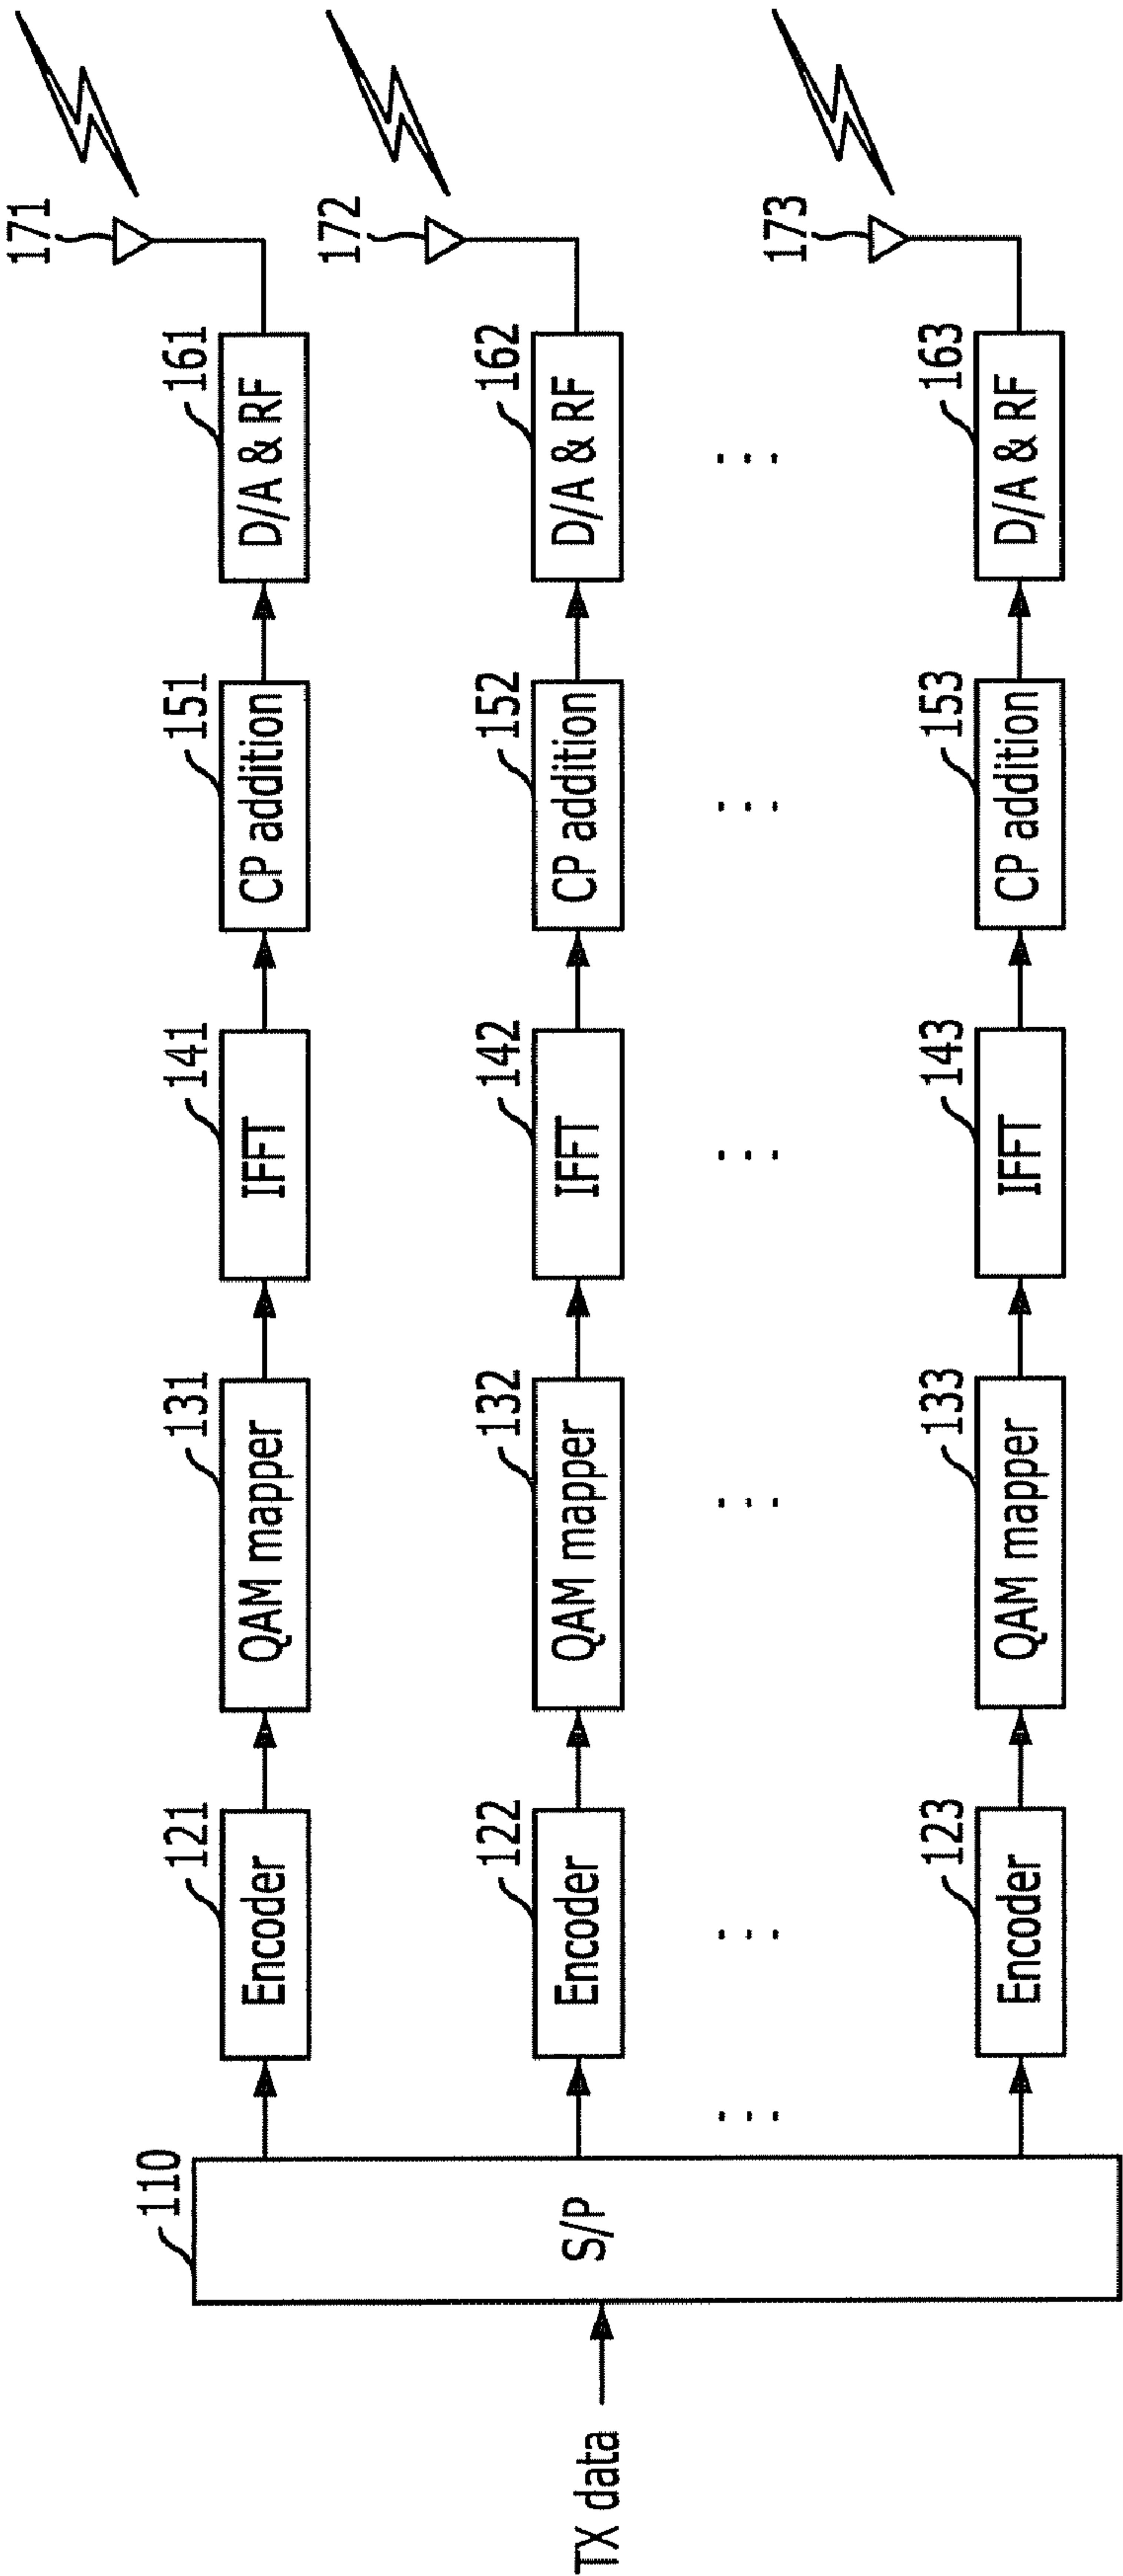 TX data
110
S/P
121
Encoder
131
QAM mapper
141
IFFT
151
CP addition
161
D/A & RF
171
122
Encoder
132
QAM mapper
142
IFFT
152
CP addition
162
D/A & RF
172
...
...
...
...
...
...
123
Encoder
133
QAM mapper
143
IFFT
153
CP addition
163
D/A & RF
173